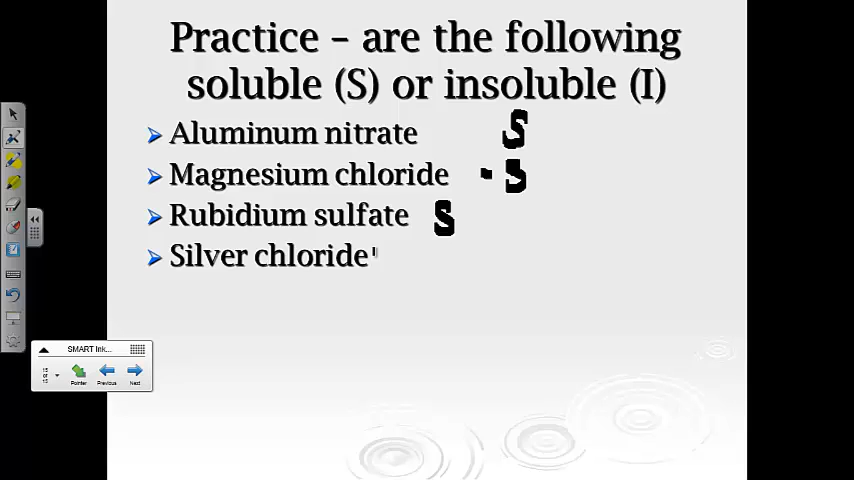 Practice – are the following
soluble (S) or insoluble (I)
Aluminum nitrate S
Magnesium chloride - S
Rubidium sulfate S
Silver chloride
SMART Ink...
Pointer Previous Next